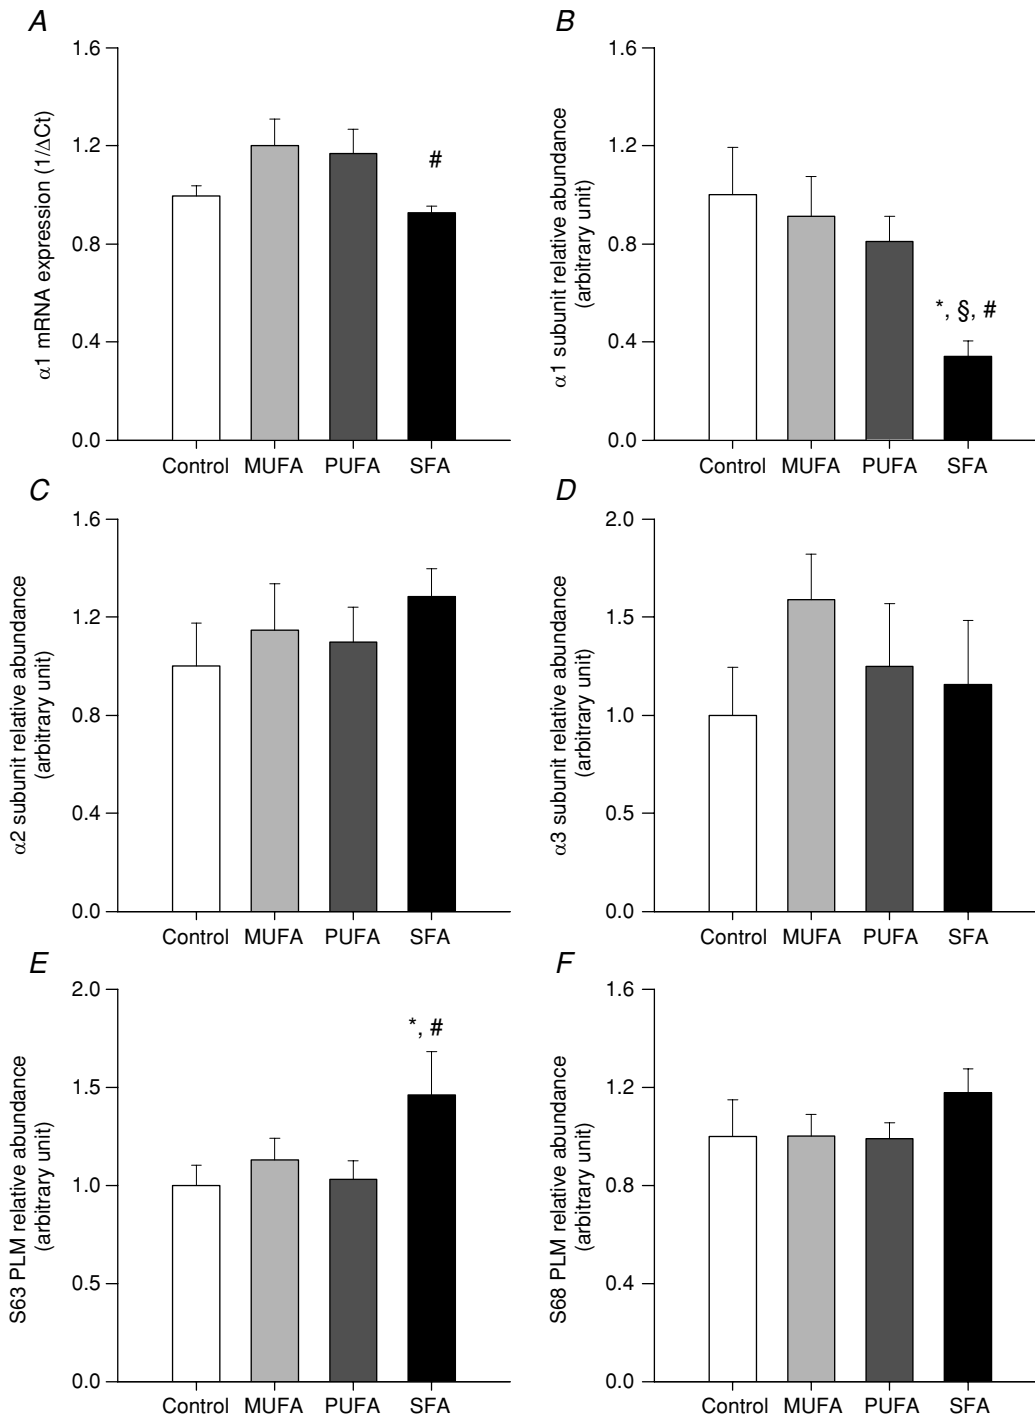 A
1.6
1.2
0.8
0.4
0.0
α1 mRNA expression (1/ΔCt)
#
Control MUFA PUFA SFA
B
1.6
1.2
0.8
0.4
0.0
α1 subunit relative abundance
(arbitrary unit)
*, §, #
Control MUFA PUFA SFA
C
1.6
1.2
0.8
0.4
0.0
α2 subunit relative abundance
(arbitrary unit)
Control MUFA PUFA SFA
D
2.0
1.5
1.0
0.5
0.0
α3 subunit relative abundance
(arbitrary unit)
Control MUFA PUFA SFA
E
2.0
1.5
1.0
0.5
0.0
S63 PLM relative abundance
(arbitrary unit)
*, #
Control MUFA PUFA SFA
F
1.6
1.2
0.8
0.4
0.0
S68 PLM relative abundance
(arbitrary unit)
Control MUFA PUFA SFA